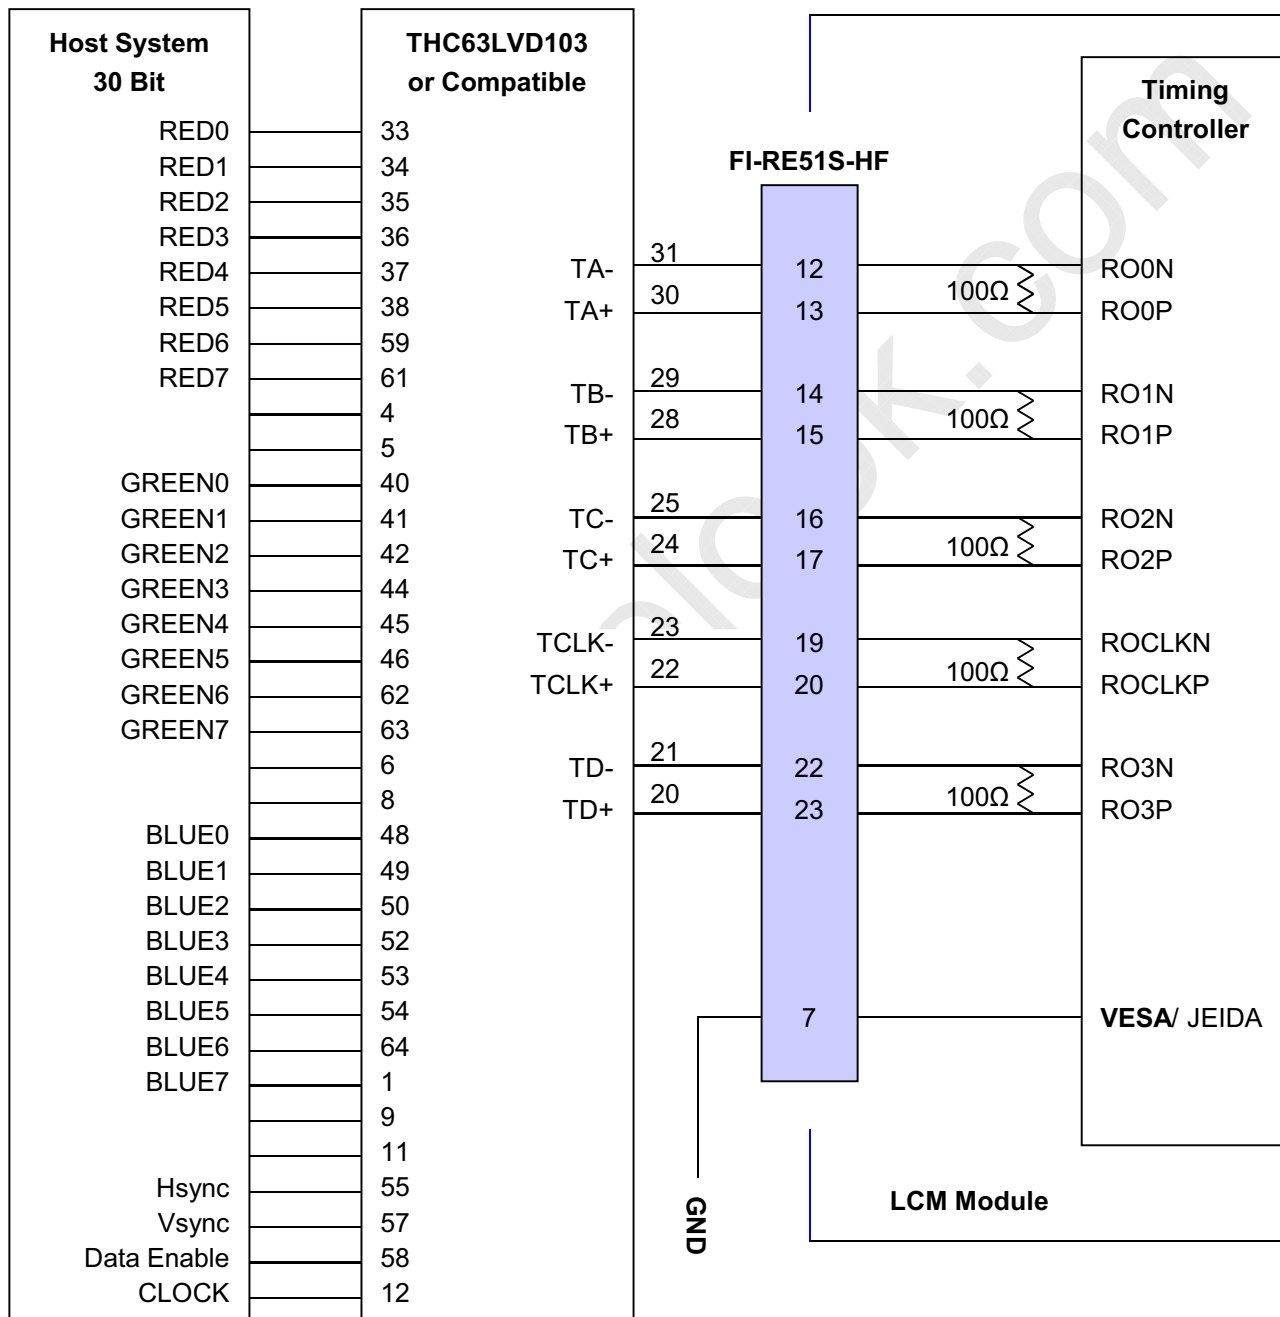 Host System
30 Bit
RED0 33
RED1 34
RED2 35
RED3 36
RED4 37
RED5 38
RED6 59
RED7 61
4
5
GREEN0 40
GREEN1 41
GREEN2 42
GREEN3 44
GREEN4 45
GREEN5 46
GREEN6 62
GREEN7 63
6
8
BLUE0 48
BLUE1 49
BLUE2 50
BLUE3 52
BLUE4 53
BLUE5 54
BLUE6 64
BLUE7 1
9
11
Hsync 55
Vsync 57
Data Enable 58
CLOCK 12
THC63LVD103
or Compatible
TA- 31
TA+ 30
TB- 29
TB+ 28
TC- 25
TC+ 24
TCLK- 23
TCLK+ 22
TD- 21
TD+ 20
FI-RE51S-HF
12
13
14
15
16
17
19
20
22
23
7
GND
100Ω
100Ω
100Ω
100Ω
100Ω
Timing
Controller
RO0N
RO0P
RO1N
RO1P
RO2N
RO2P
ROCLKN
ROCLKP
RO3N
RO3P
VESA/ JEIDA
LCM Module